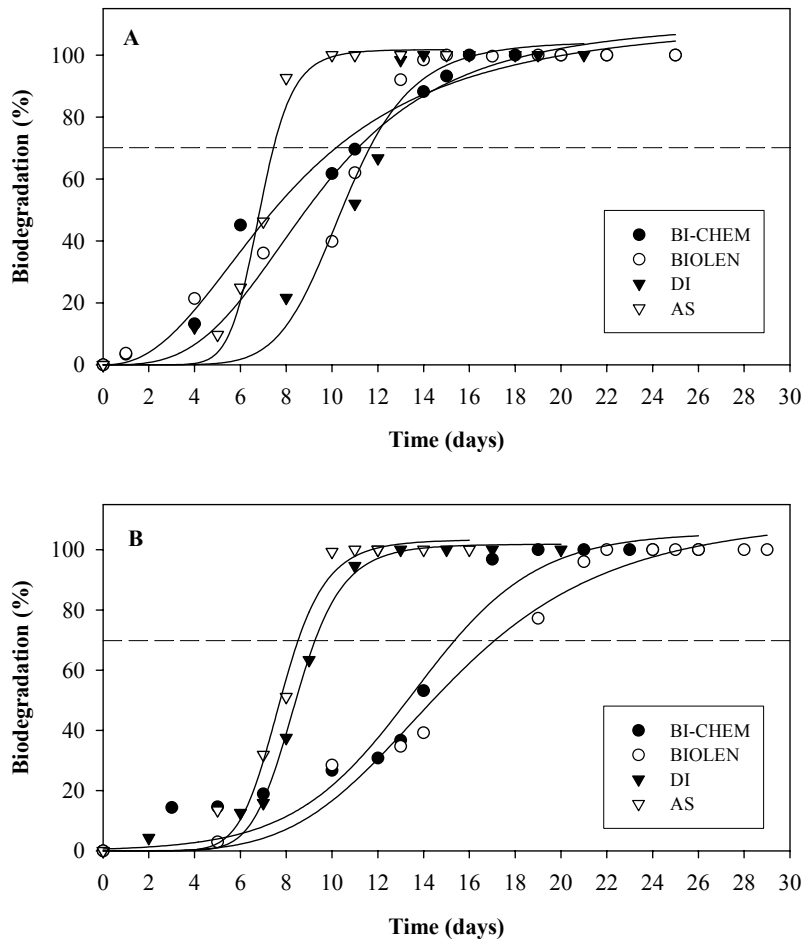 A
Biodegradation (%)
100
80
60
40
20
0
BI-CHEM
BIOLEN
DI
AS
0 2 4 6 8 10 12 14 16 18 20 22 24 26 28 30
Time (days)
B
Biodegradation (%)
100
80
60
40
20
0
BI-CHEM
BIOLEN
DI
AS
0 2 4 6 8 10 12 14 16 18 20 22 24 26 28 30
Time (days)